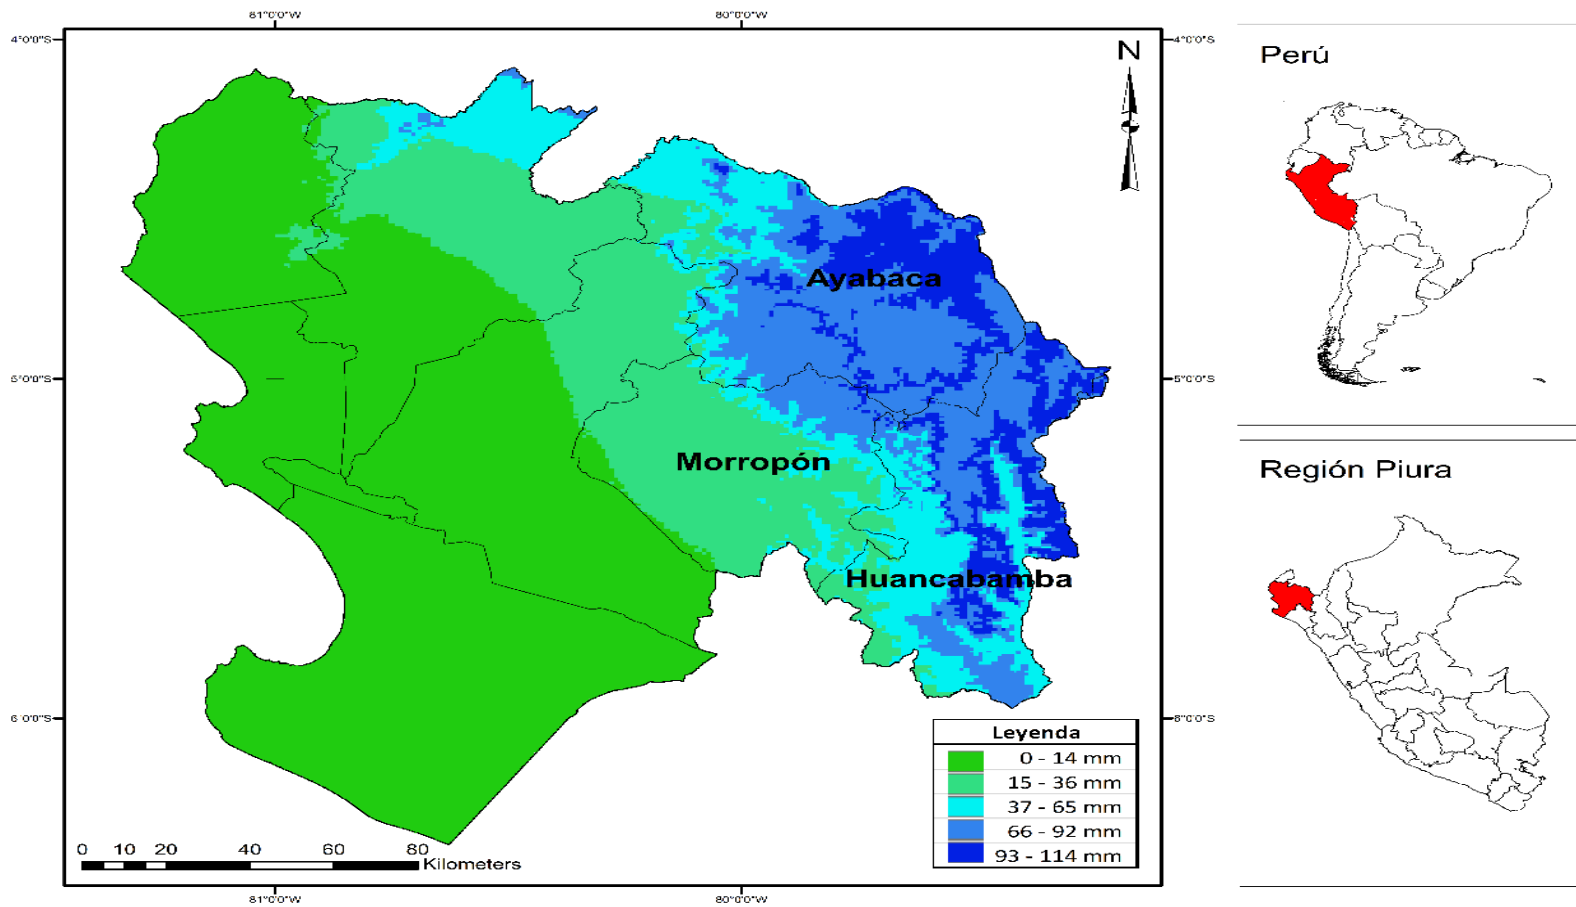 81°0'0"W 80°0'0"W
4°0'0"S 4°0'0"S
N
Perú
Ayabaca
5°0'0"S 5°0'0"S
Morropón
Región Piura
Huancabamba
6°0'0"S 6°0'0"S
Leyenda
0 - 14 mm
15 - 36 mm
37 - 65 mm
66 - 92 mm
93 - 114 mm
0 10 20 40 60 80
Kilometers
81°0'0"W 80°0'0"W